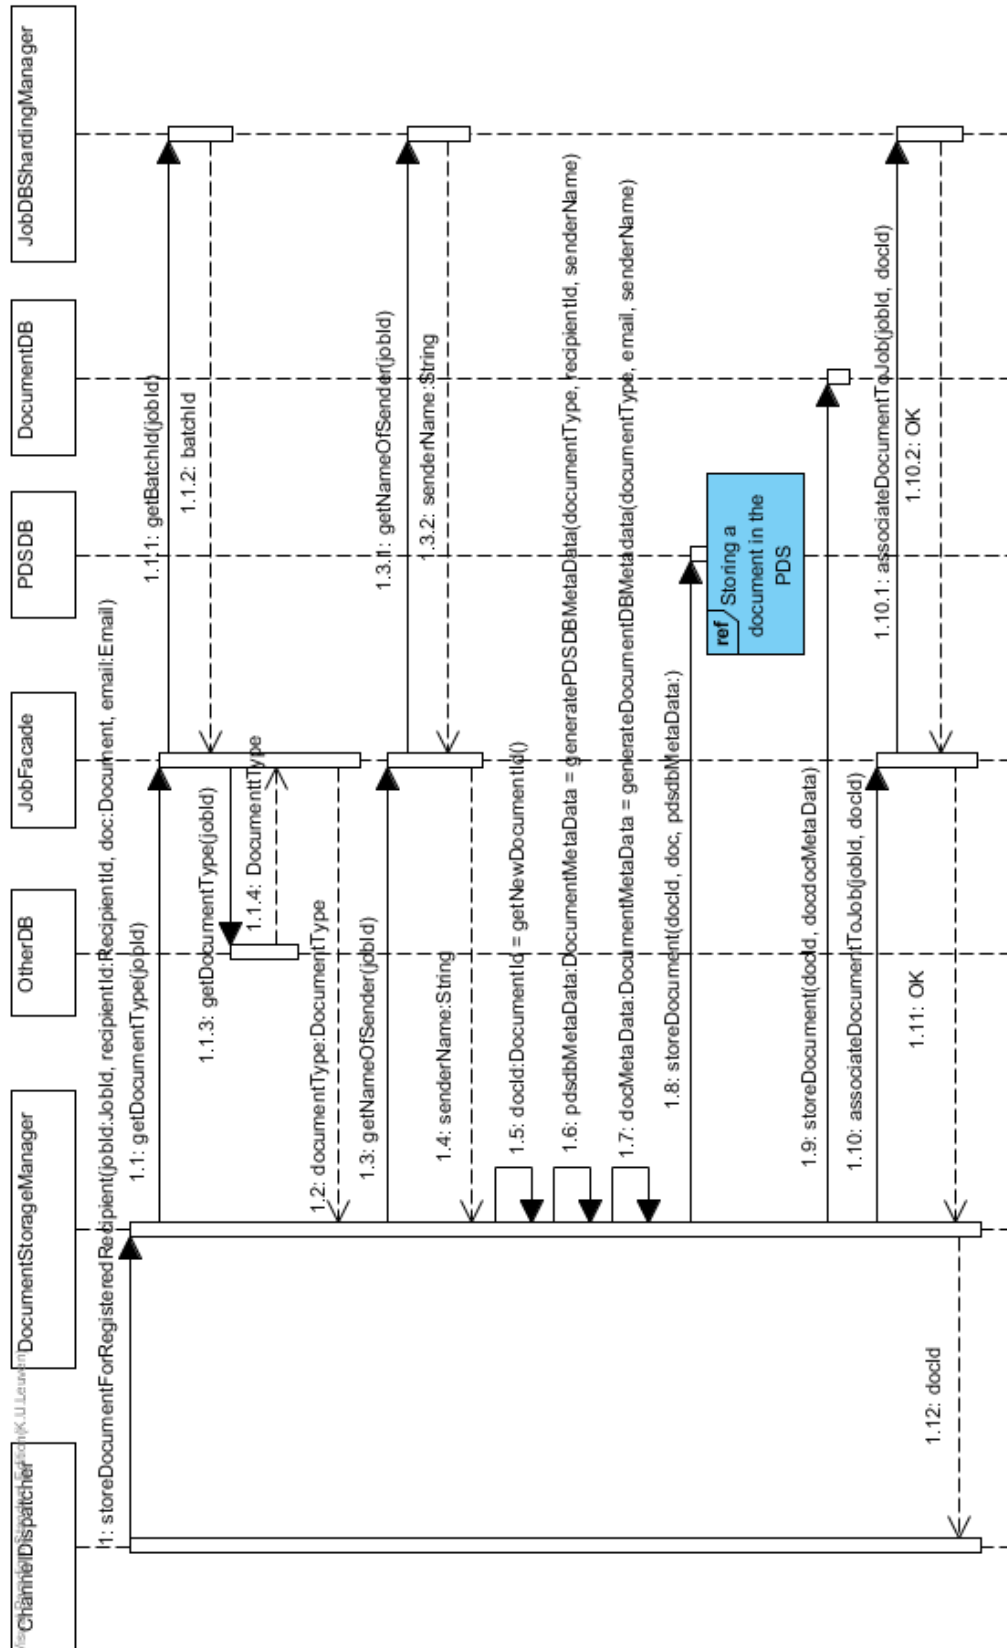 ChannelDispatcher
DocumentStorageManager
OtherDB
JobFacade
PDSDB
DocumentDB
JobDBShardingManager
1: storeDocumentForRegisteredRecipient(jobId:JobId, recipientId:RecipientId, doc:Document, email:Email)
1.1: getDocumentType(jobId)
1.1.1: getBatchId(jobId)
1.1.2: batchId
1.1.3: getDocumentType(jobId)
1.1.4: DocumenttType
1.2: documentType:DocumentType
1.3: getNameOfSender(jobId)
1.3.1: getNameOfSender(jobId)
1.3.2: senderName:String
1.4: senderName:String
1.5: docId:DocumentId = getNewDocumentId()
1.6: pdsdbMetaData:DocumentMetaData = generatePDSDBMetaData(documentType, recipientId, senderName)
1.7: docMetaData:DocumentMetaData = generateDocumentDBMetadata(documentType, email, senderName)
1.8: storeDocument(docId, doc, pdsdbMetaData:)
ref
Storing a
document in the
PDS
1.9: storeDocument(docId, docdocMetaData)
1.10: associateDocumentToJob(jobId, docId)
1.10.1: associateDocumentToJob(jobId, docId)
1.10.2: OK
1.11: OK
1.12: docId
Edition(K.U.Leuven)